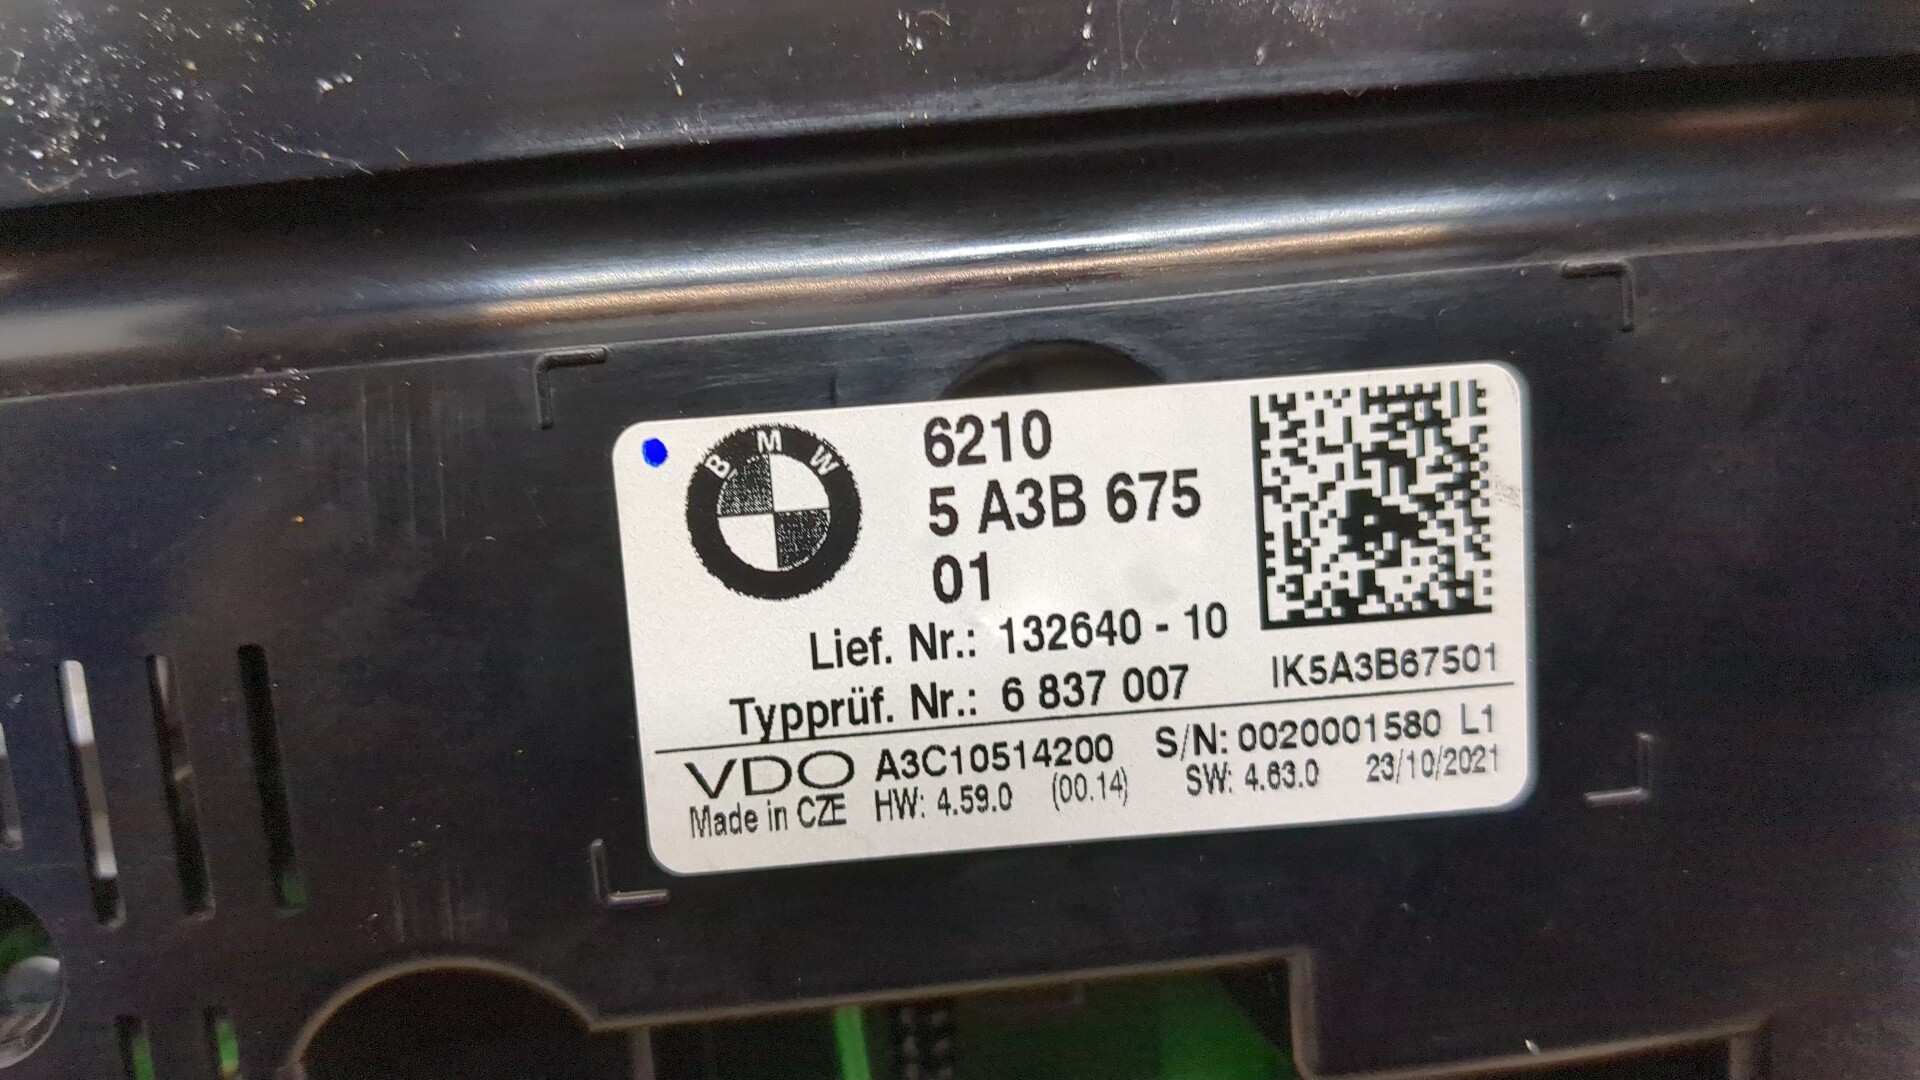 BMW
6210
5 A3B 675
01
Lief. Nr.: 132640 - 10
Typprüf. Nr.: 6 837 007
IK5A3B67501
VDO A3C10514200 S/N: 0020001580 L1
Made in CZE HW: 4.59.0 (00.14) SW: 4.63.0 23/10/2021